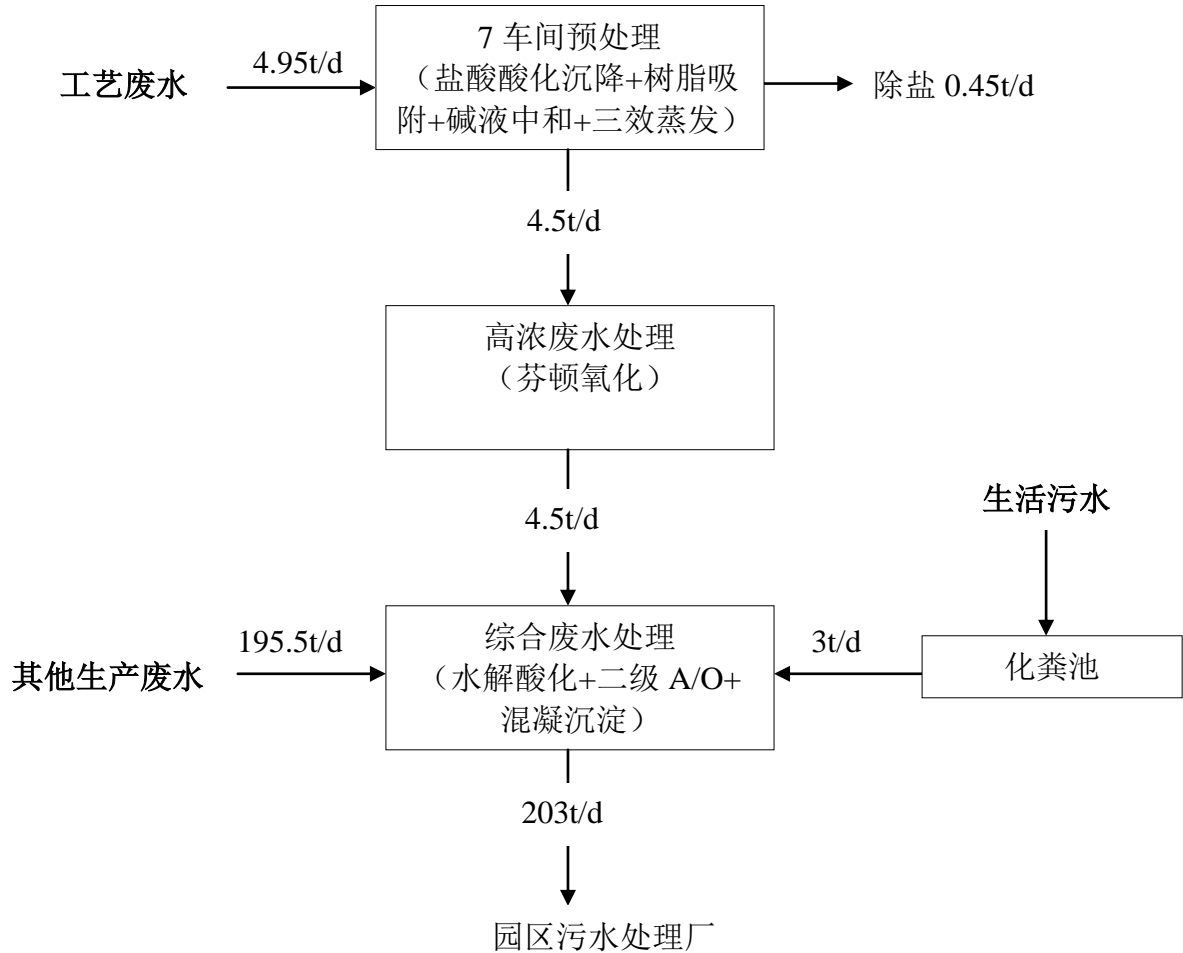 7 车间预处理
（盐酸酸化沉降+树脂吸
附+碱液中和+三效蒸发）
工艺废水
4.95t/d
除盐 0.45t/d
4.5t/d
高浓废水处理
（芬顿氧化）
4.5t/d
生活污水
其他生产废水
195.5t/d
综合废水处理
（水解酸化+二级 A/O+
混凝沉淀）
3t/d
化粪池
203t/d
园区污水处理厂